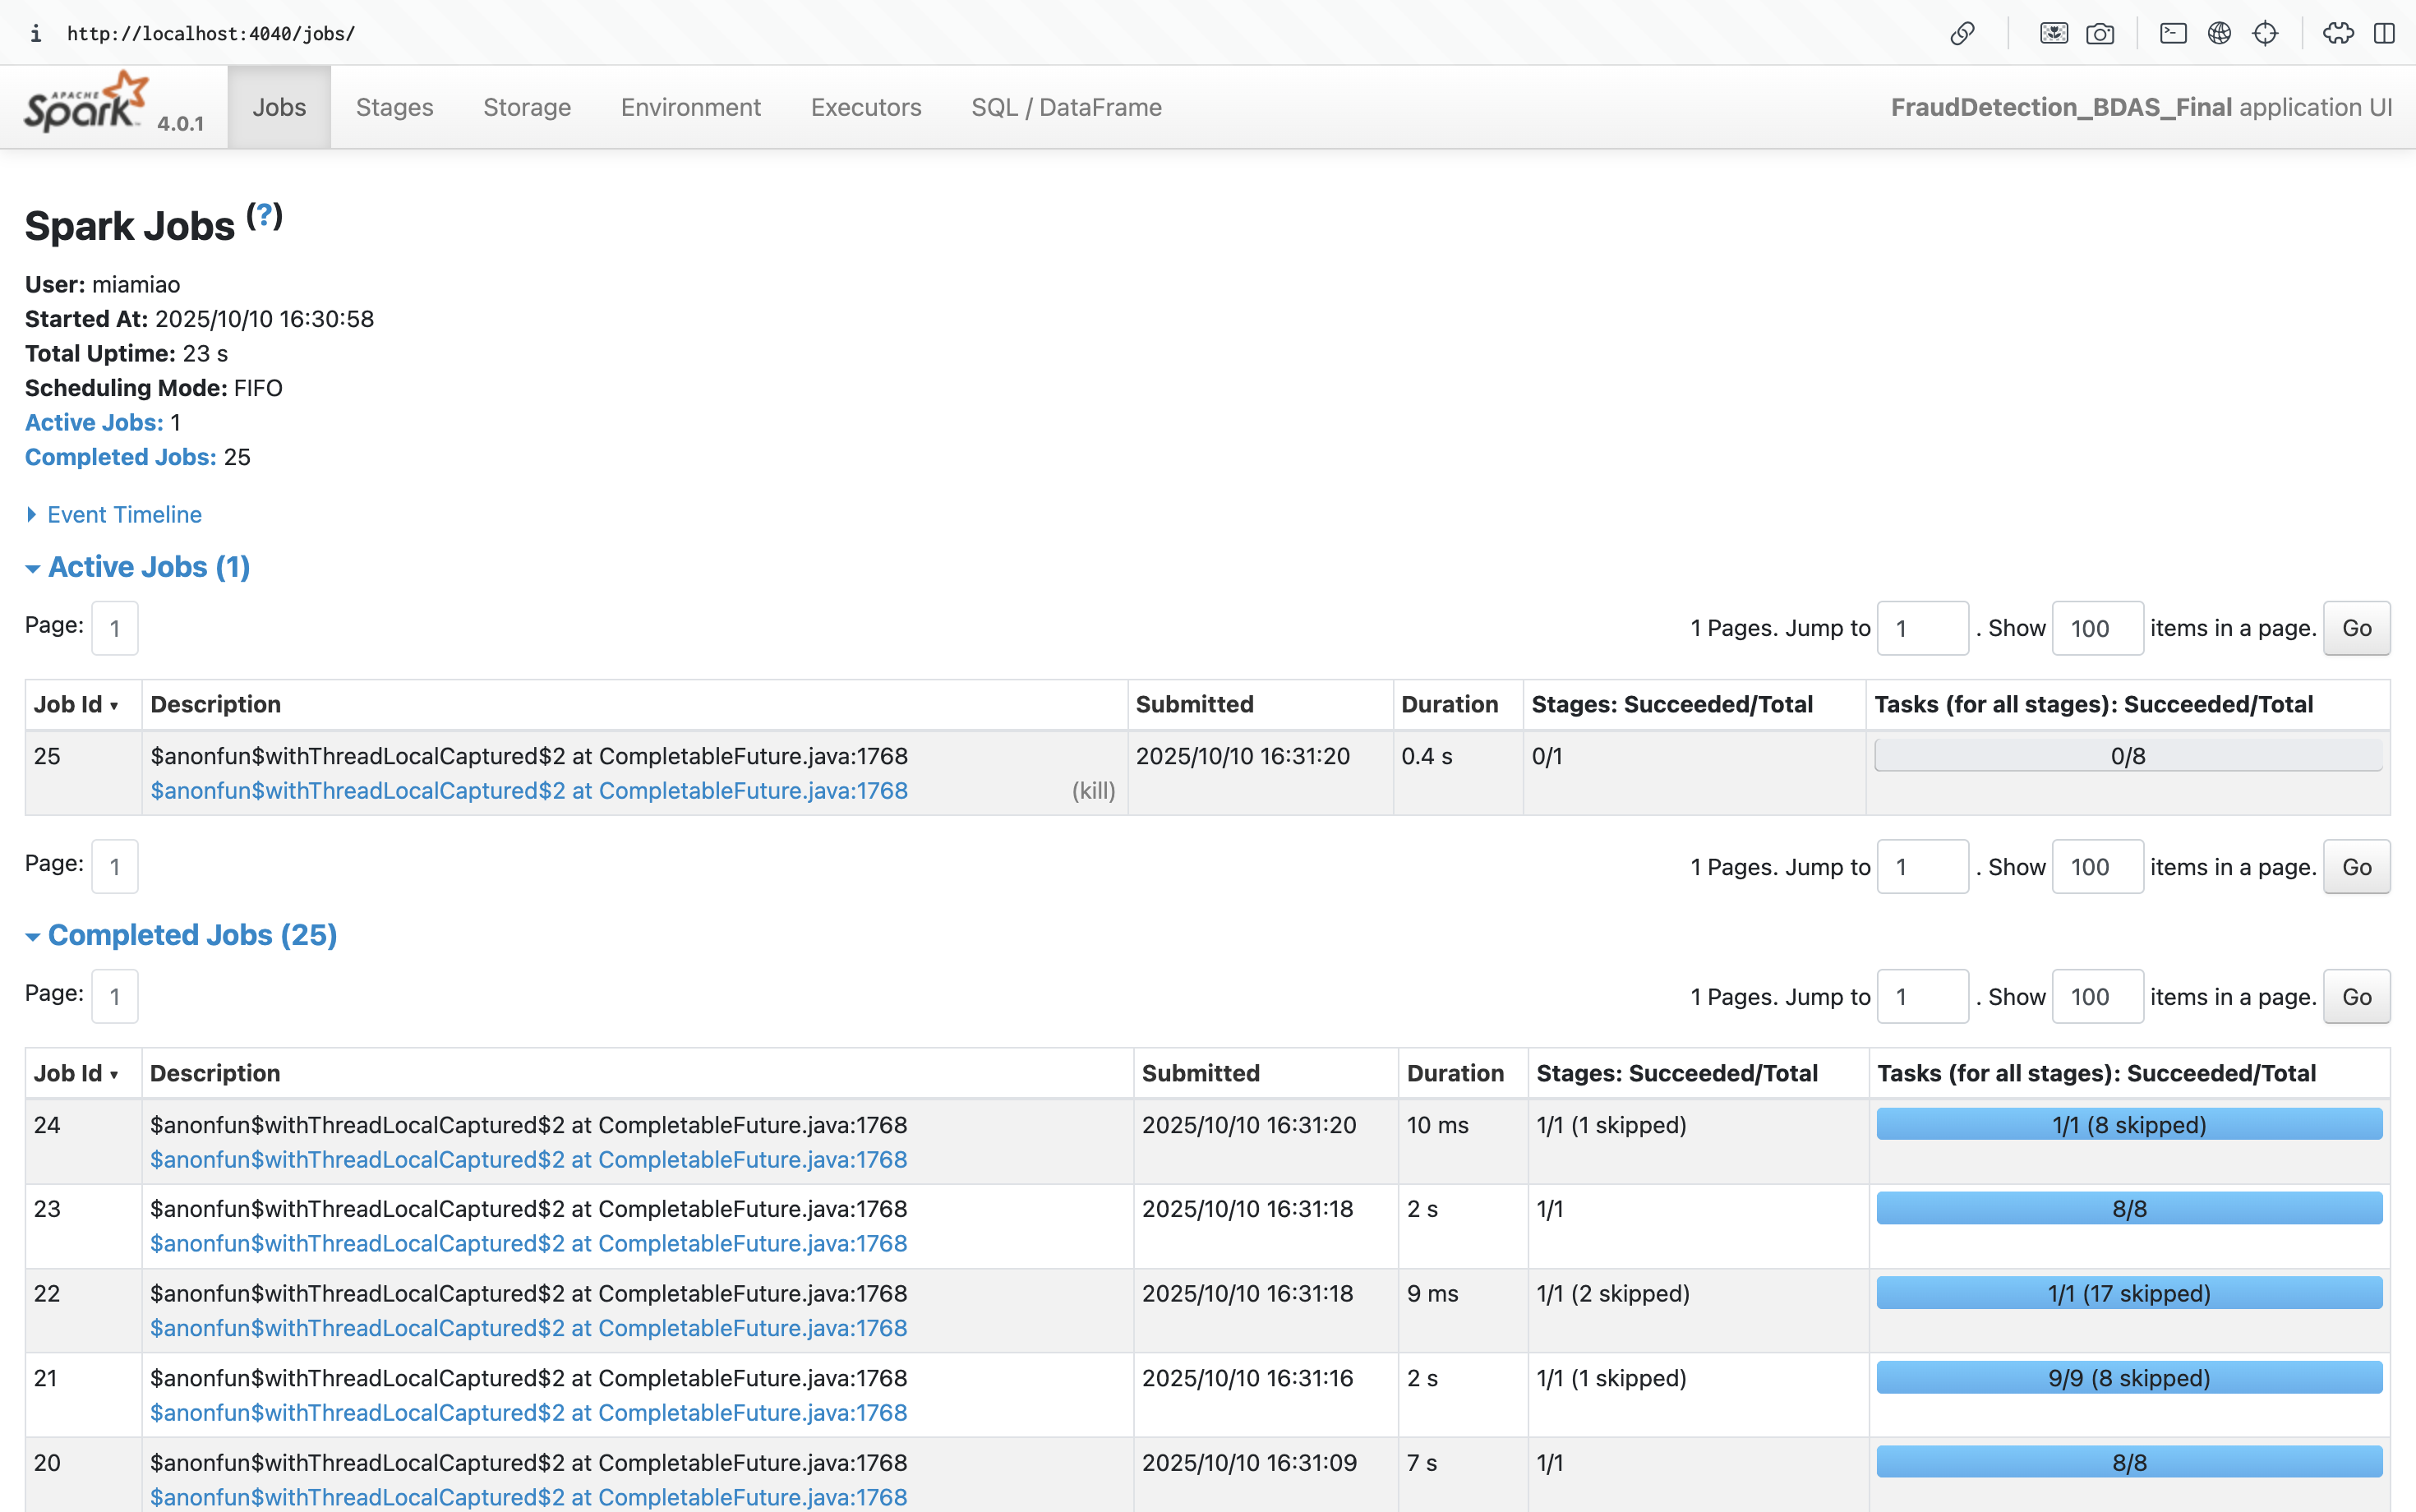 http://localhost:4040/jobs/
APACHE Spark 4.0.1 Jobs Stages Storage Environment Executors SQL / DataFrame FraudDetection_BDAS_Final application UI
Spark Jobs (?)
User: miamiao
Started At: 2025/10/10 16:30:58
Total Uptime: 23 s
Scheduling Mode: FIFO
Active Jobs: 1
Completed Jobs: 25
Event Timeline
Active Jobs (1)
Page: 1 1 Pages. Jump to 1 . Show 100 items in a page. Go
Job Id ▾ Description Submitted Duration Stages: Succeeded/Total Tasks (for all stages): Succeeded/Total
25 $anonfun$withThreadLocalCaptured$2 at CompletableFuture.java:1768 2025/10/10 16:31:20 0.4 s 0/1 0/8
$anonfun$withThreadLocalCaptured$2 at CompletableFuture.java:1768 (kill)
Page: 1 1 Pages. Jump to 1 . Show 100 items in a page. Go
Completed Jobs (25)
Page: 1 1 Pages. Jump to 1 . Show 100 items in a page. Go
Job Id ▾ Description Submitted Duration Stages: Succeeded/Total Tasks (for all stages): Succeeded/Total
24 $anonfun$withThreadLocalCaptured$2 at CompletableFuture.java:1768 2025/10/10 16:31:20 10 ms 1/1 (1 skipped) 1/1 (8 skipped)
$anonfun$withThreadLocalCaptured$2 at CompletableFuture.java:1768
23 $anonfun$withThreadLocalCaptured$2 at CompletableFuture.java:1768 2025/10/10 16:31:18 2 s 1/1 8/8
$anonfun$withThreadLocalCaptured$2 at CompletableFuture.java:1768
22 $anonfun$withThreadLocalCaptured$2 at CompletableFuture.java:1768 2025/10/10 16:31:18 9 ms 1/1 (2 skipped) 1/1 (17 skipped)
$anonfun$withThreadLocalCaptured$2 at CompletableFuture.java:1768
21 $anonfun$withThreadLocalCaptured$2 at CompletableFuture.java:1768 2025/10/10 16:31:16 2 s 1/1 (1 skipped) 9/9 (8 skipped)
$anonfun$withThreadLocalCaptured$2 at CompletableFuture.java:1768
20 $anonfun$withThreadLocalCaptured$2 at CompletableFuture.java:1768 2025/10/10 16:31:09 7 s 1/1 8/8
$anonfun$withThreadLocalCaptured$2 at CompletableFuture.java:1768